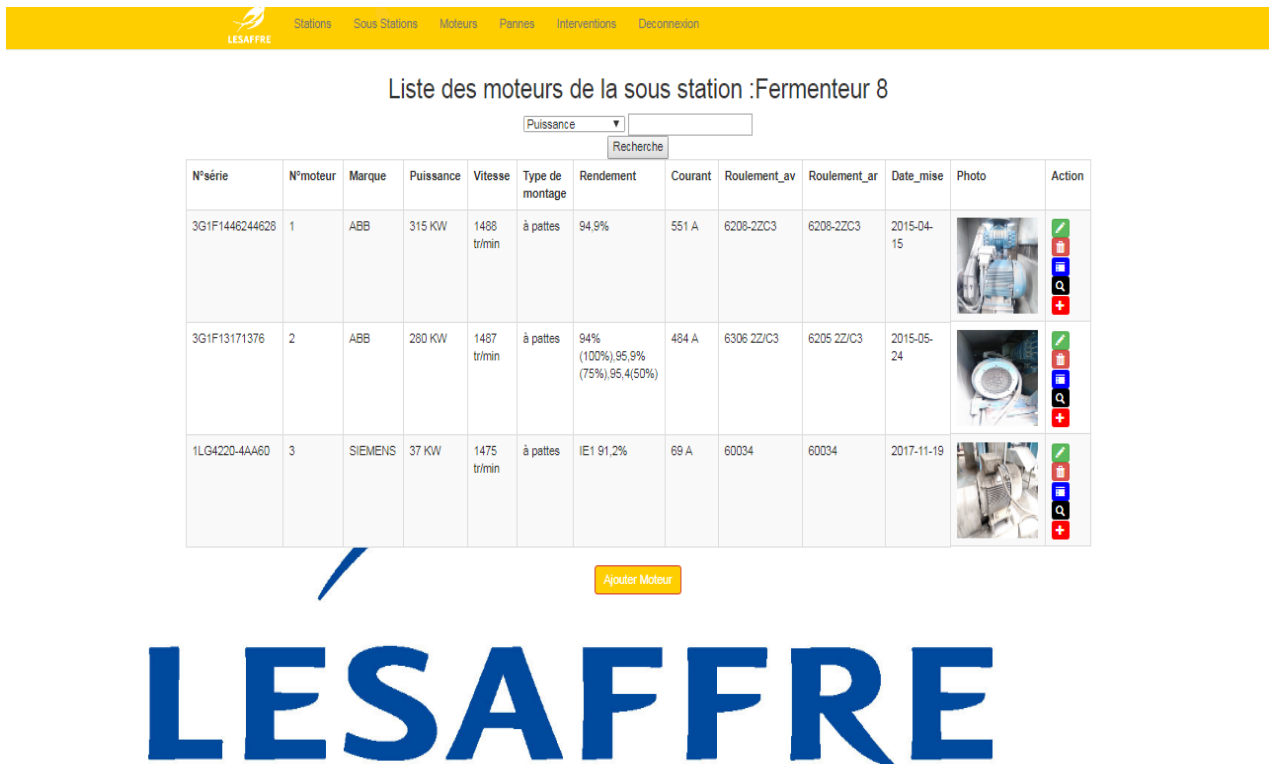 LESAFFRE
Stations Sous Stations Moteurs Pannes Interventions Deconnexion
Liste des moteurs de la sous station :Fermenteur 8
Puissance
Recherche
N°série N°moteur Marque Puissance Vitesse Type de montage Rendement Courant Roulement_av Roulement_ar Date_mise Photo Action
3G1F1446244628 1 ABB 315 KW 1488 tr/min à pattes 94,9% 551 A 6208-2ZC3 6208-2ZC3 2015-04-15
3G1F13171376 2 ABB 280 KW 1487 tr/min à pattes 94% (100%),95,9% (75%),95,4(50%) 484 A 6306 2Z/C3 6205 2Z/C3 2015-05-24
1LG4220-4AA60 3 SIEMENS 37 KW 1475 tr/min à pattes IE1 91,2% 69 A 60034 60034 2017-11-19
Ajouter Moteur
LESAFFRE